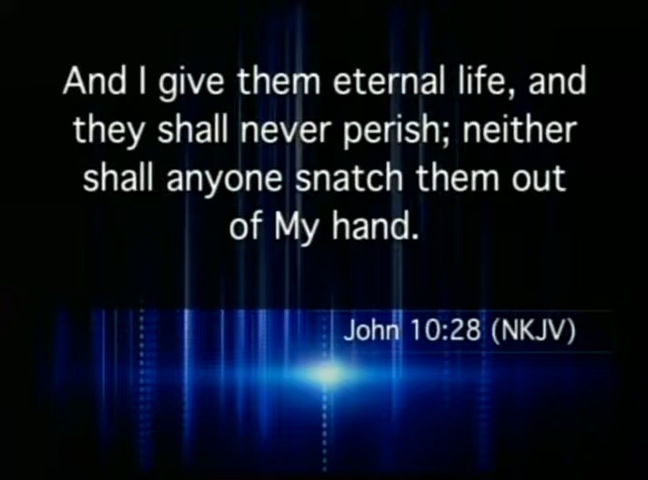 And I give them eternal life, and
they shall never perish; neither
shall anyone snatch them out
of My hand.
John 10:28 (NKJV)